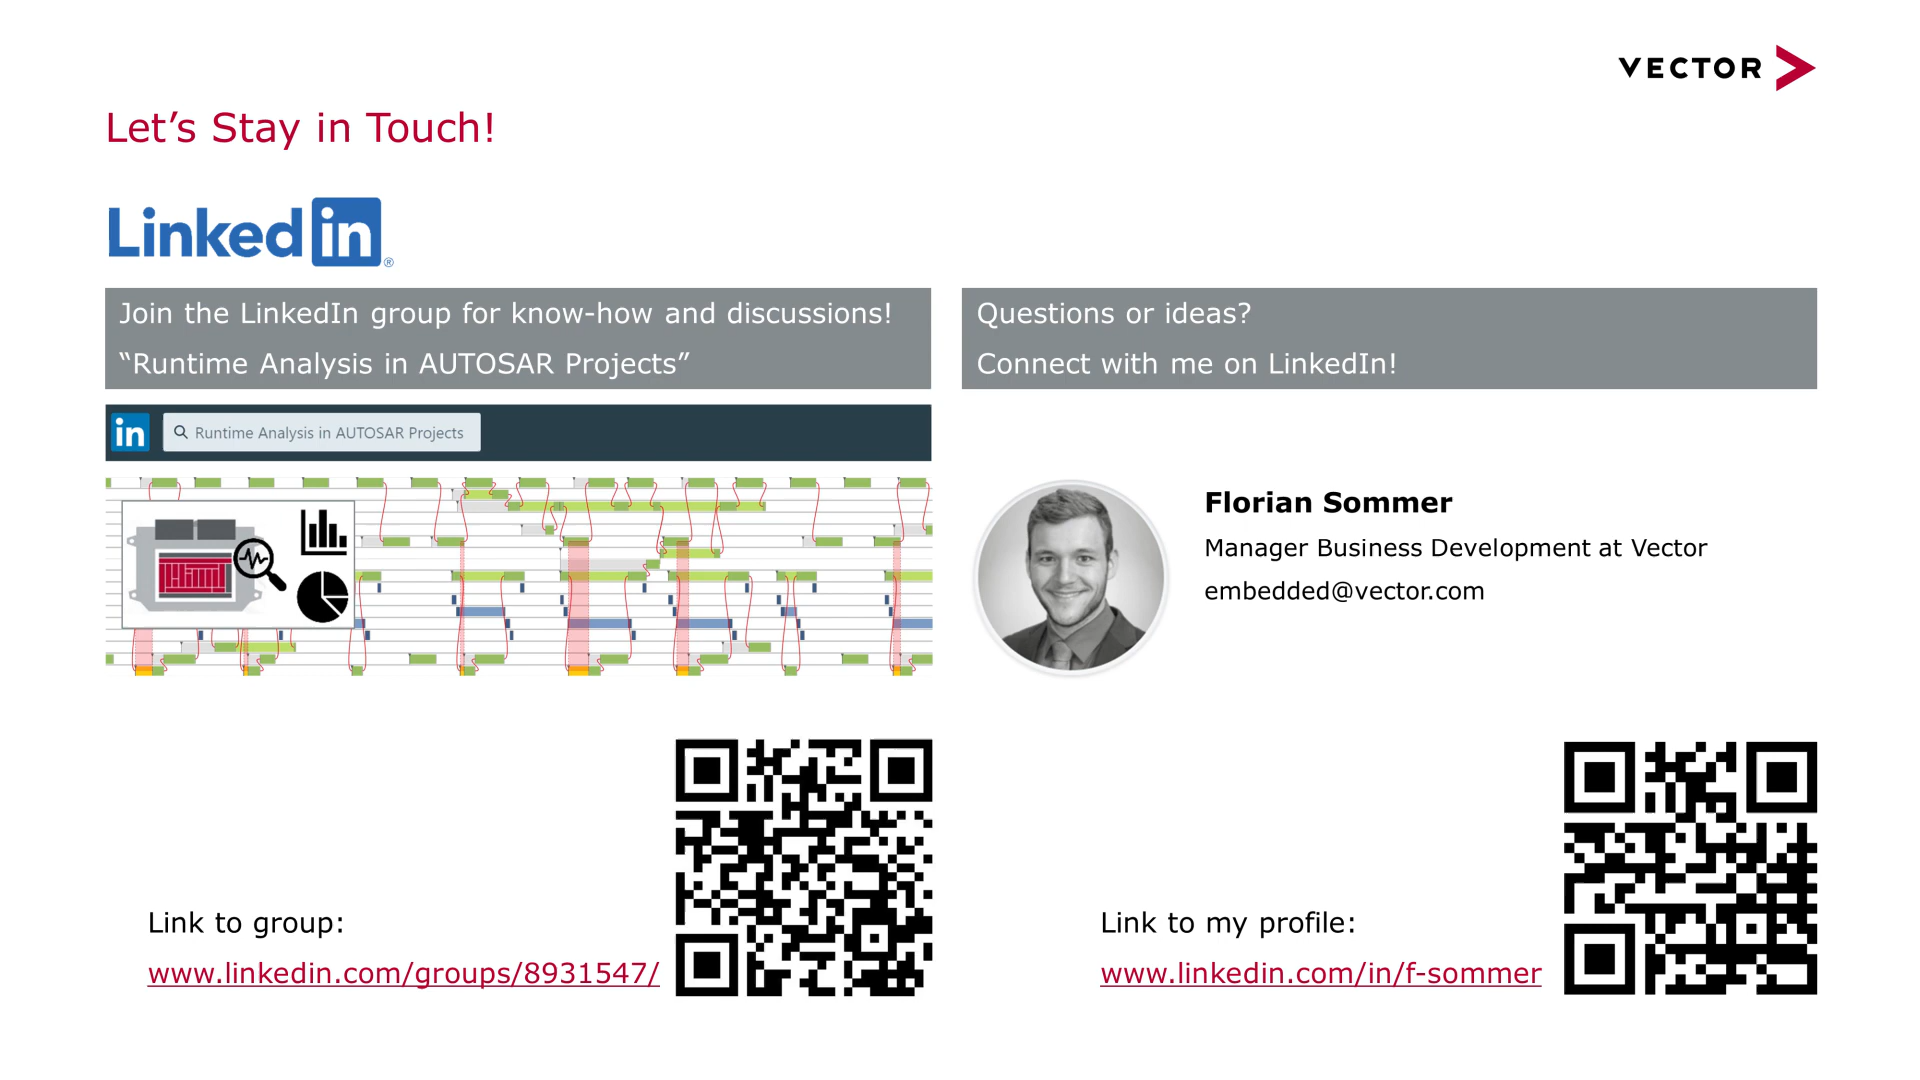 VECTOR
Let’s Stay in Touch!
Linked in®
Join the LinkedIn group for know-how and discussions!
“Runtime Analysis in AUTOSAR Projects”
Questions or ideas?
Connect with me on LinkedIn!
in Runtime Analysis in AUTOSAR Projects
Florian Sommer
Manager Business Development at Vector
embedded@vector.com
Link to group:
www.linkedin.com/groups/8931547/
Link to my profile:
www.linkedin.com/in/f-sommer